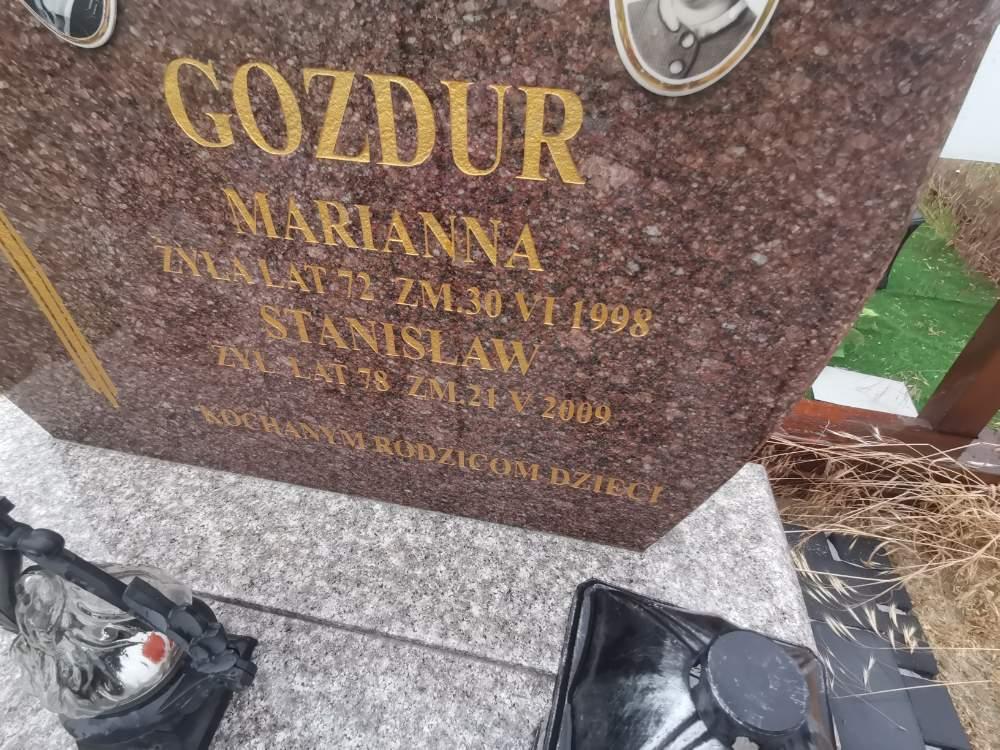 GOZDUR
MARIANNA
ŻYŁA LAT 72 ZM.30 VI 1998
STANISŁAW
ŻYŁ LAT 78 ZM.21 V 2009
KOCHANYM RODZICOM DZIECI